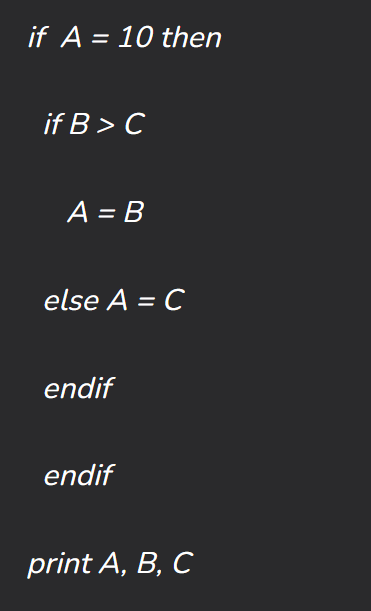 if A = 10 then
if B > C
A = B
else A = C
endif
endif
print A, B, C